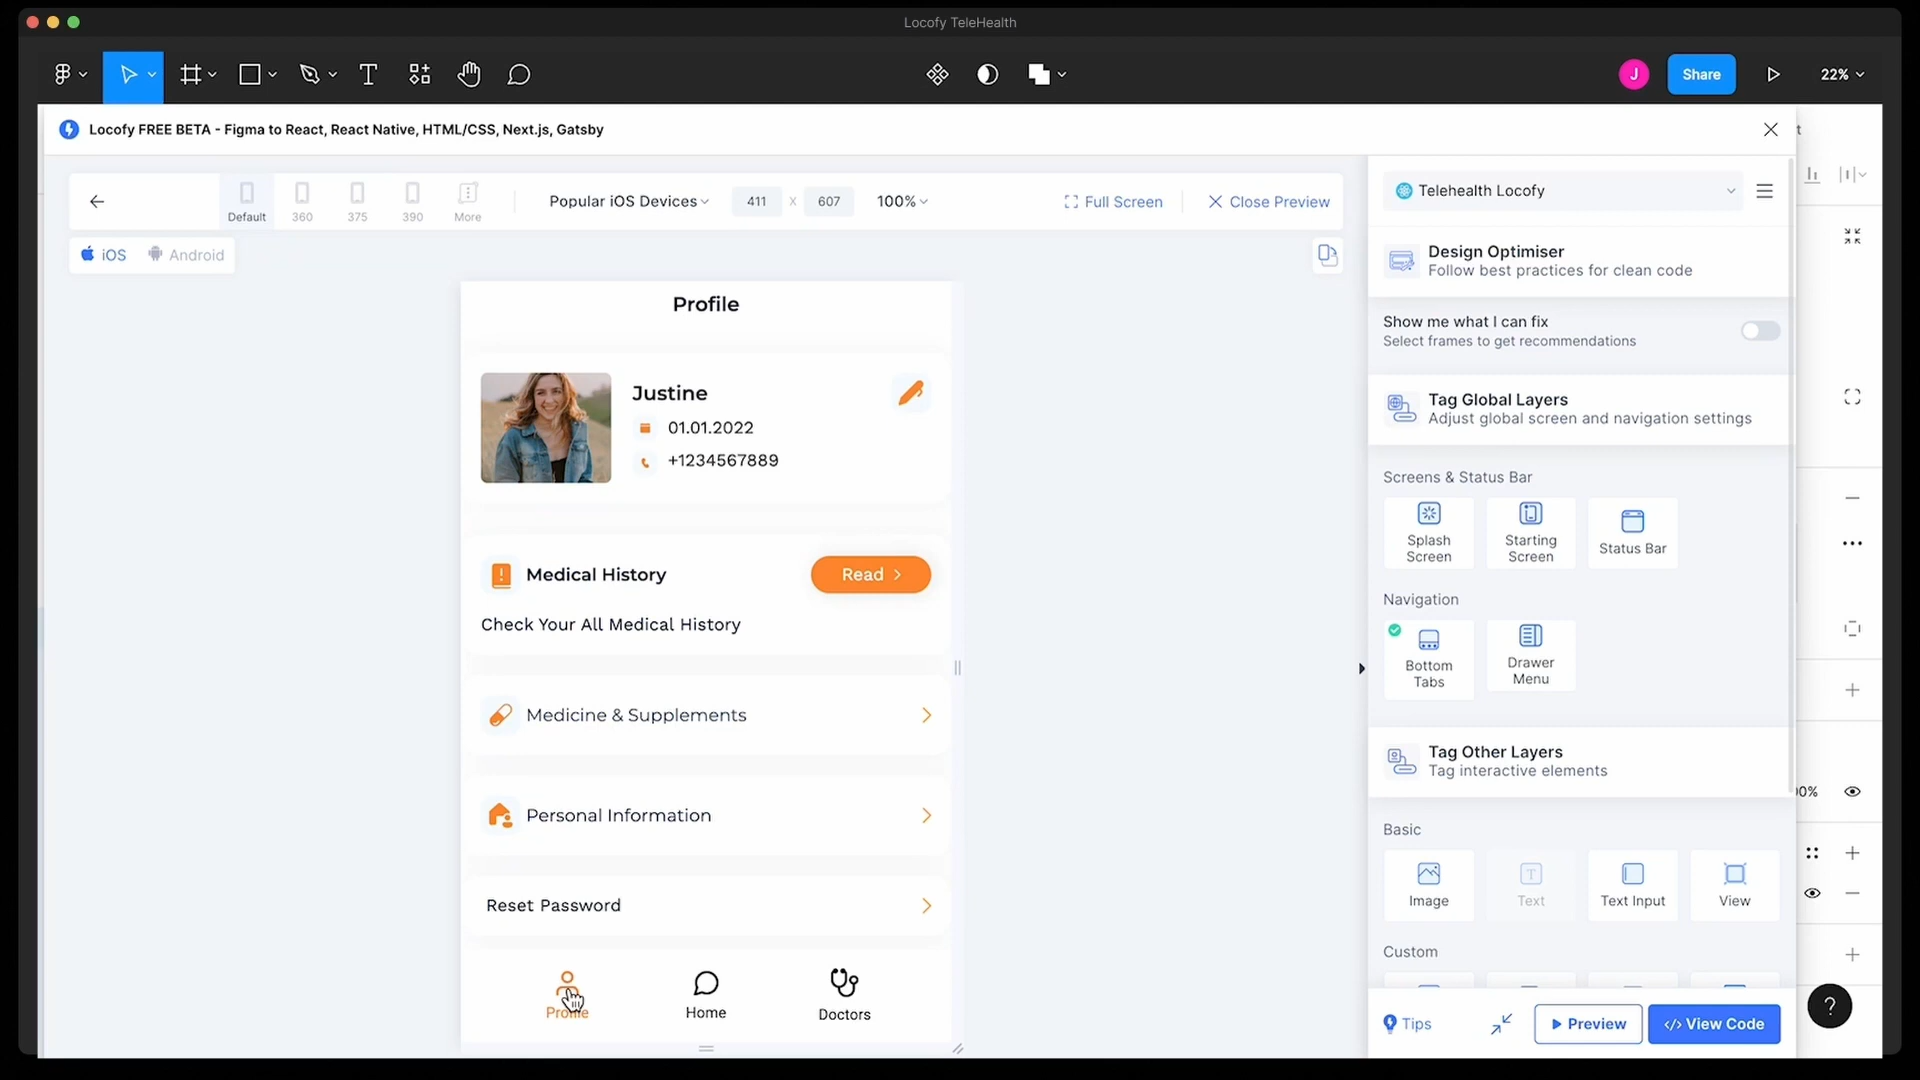 Locofy TeleHealth
J
Share
22%
Locofy FREE BETA - Figma to React, React Native, HTML/CSS, Next.js, Gatsby
Default
360
375
390
More
Popular iOS Devices
411
x
607
100%
Full Screen
Close Preview
iOS
Android
Profile
Justine
01.01.2022
+1234567889
Medical History
Read
Check Your All Medical History
Medicine & Supplements
Personal Information
Reset Password
Profile
Home
Doctors
Telehealth Locofy
Design Optimiser
Follow best practices for clean code
Show me what I can fix
Select frames to get recommendations
Tag Global Layers
Adjust global screen and navigation settings
Screens & Status Bar
Splash
Screen
Starting
Screen
Status Bar
Navigation
Bottom
Tabs
Drawer
Menu
Tag Other Layers
Tag interactive elements
Basic
Image
Text
Text Input
View
Custom
Tips
Preview
</> View Code
?